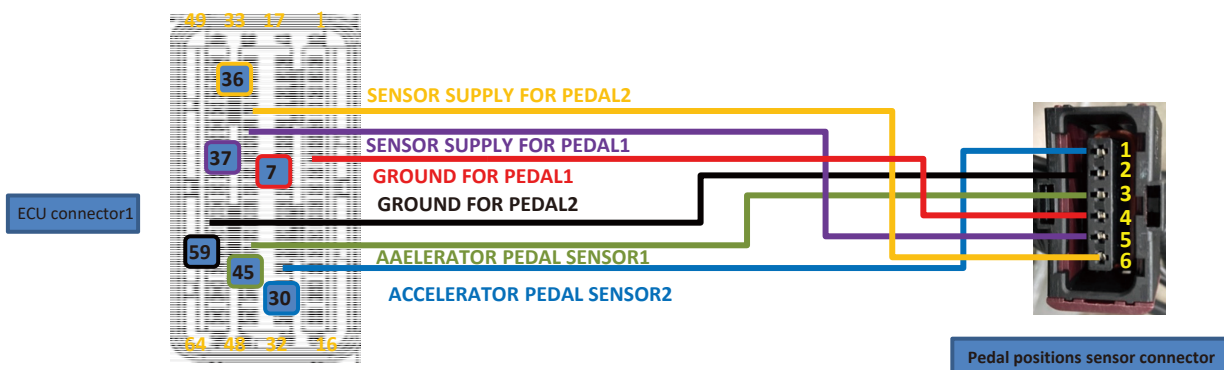 49 33 17 1
36
SENSOR SUPPLY FOR PEDAL2
37
SENSOR SUPPLY FOR PEDAL1
7
GROUND FOR PEDAL1
GROUND FOR PEDAL2
ECU connector1
59
45
AAELERATOR PEDAL SENSOR1
30
ACCELERATOR PEDAL SENSOR2
64 48 32 16
1
2
3
4
5
6
Pedal positions sensor connector